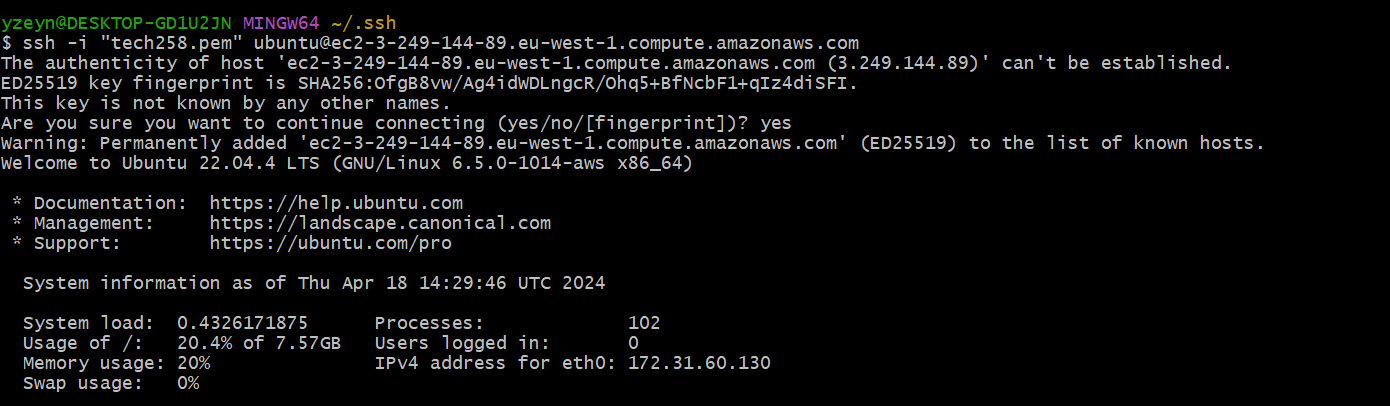 yzeyn@DESKTOP-GD1U2JN MINGW64 ~/.ssh
$ ssh -i "tech258.pem" ubuntu@ec2-3-249-144-89.eu-west-1.compute.amazonaws.com
The authenticity of host 'ec2-3-249-144-89.eu-west-1.compute.amazonaws.com (3.249.144.89)' can't be established.
ED25519 key fingerprint is SHA256:OfgB8vw/Ag4idWDLngcR/Ohq5+BfNcbF1+qIz4diSFI.
This key is not known by any other names.
Are you sure you want to continue connecting (yes/no/[fingerprint])? yes
Warning: Permanently added 'ec2-3-249-144-89.eu-west-1.compute.amazonaws.com' (ED25519) to the list of known hosts.
Welcome to Ubuntu 22.04.4 LTS (GNU/Linux 6.5.0-1014-aws x86_64)
* Documentation:  https://help.ubuntu.com
* Management:     https://landscape.canonical.com
* Support:        https://ubuntu.com/pro
System information as of Thu Apr 18 14:29:46 UTC 2024
System load:  0.4326171875      Processes:             102
Usage of /:   20.4% of 7.57GB   Users logged in:       0
Memory usage: 20%               IPv4 address for eth0: 172.31.60.130
Swap usage:   0%